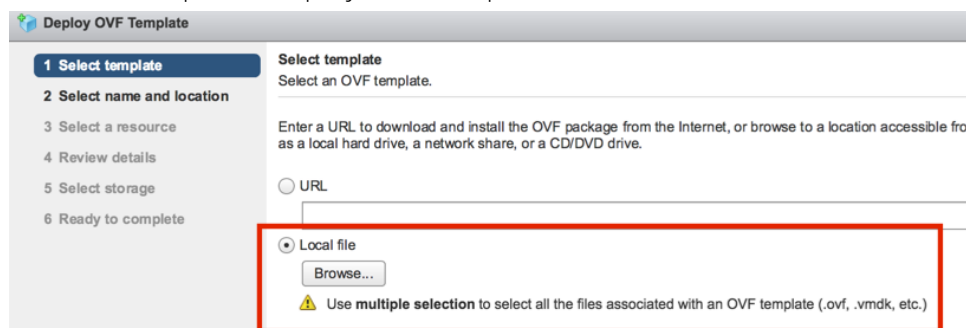 Deploy OVF Template
1 Select template
2 Select name and location
3 Select a resource
4 Review details
5 Select storage
6 Ready to complete
Select template
Select an OVF template.
Enter a URL to download and install the OVF package from the Internet, or browse to a location accessible fro
as a local hard drive, a network share, or a CD/DVD drive.
URL
Local file
Browse...
Use multiple selection to select all the files associated with an OVF template (.ovf, .vmdk, etc.)